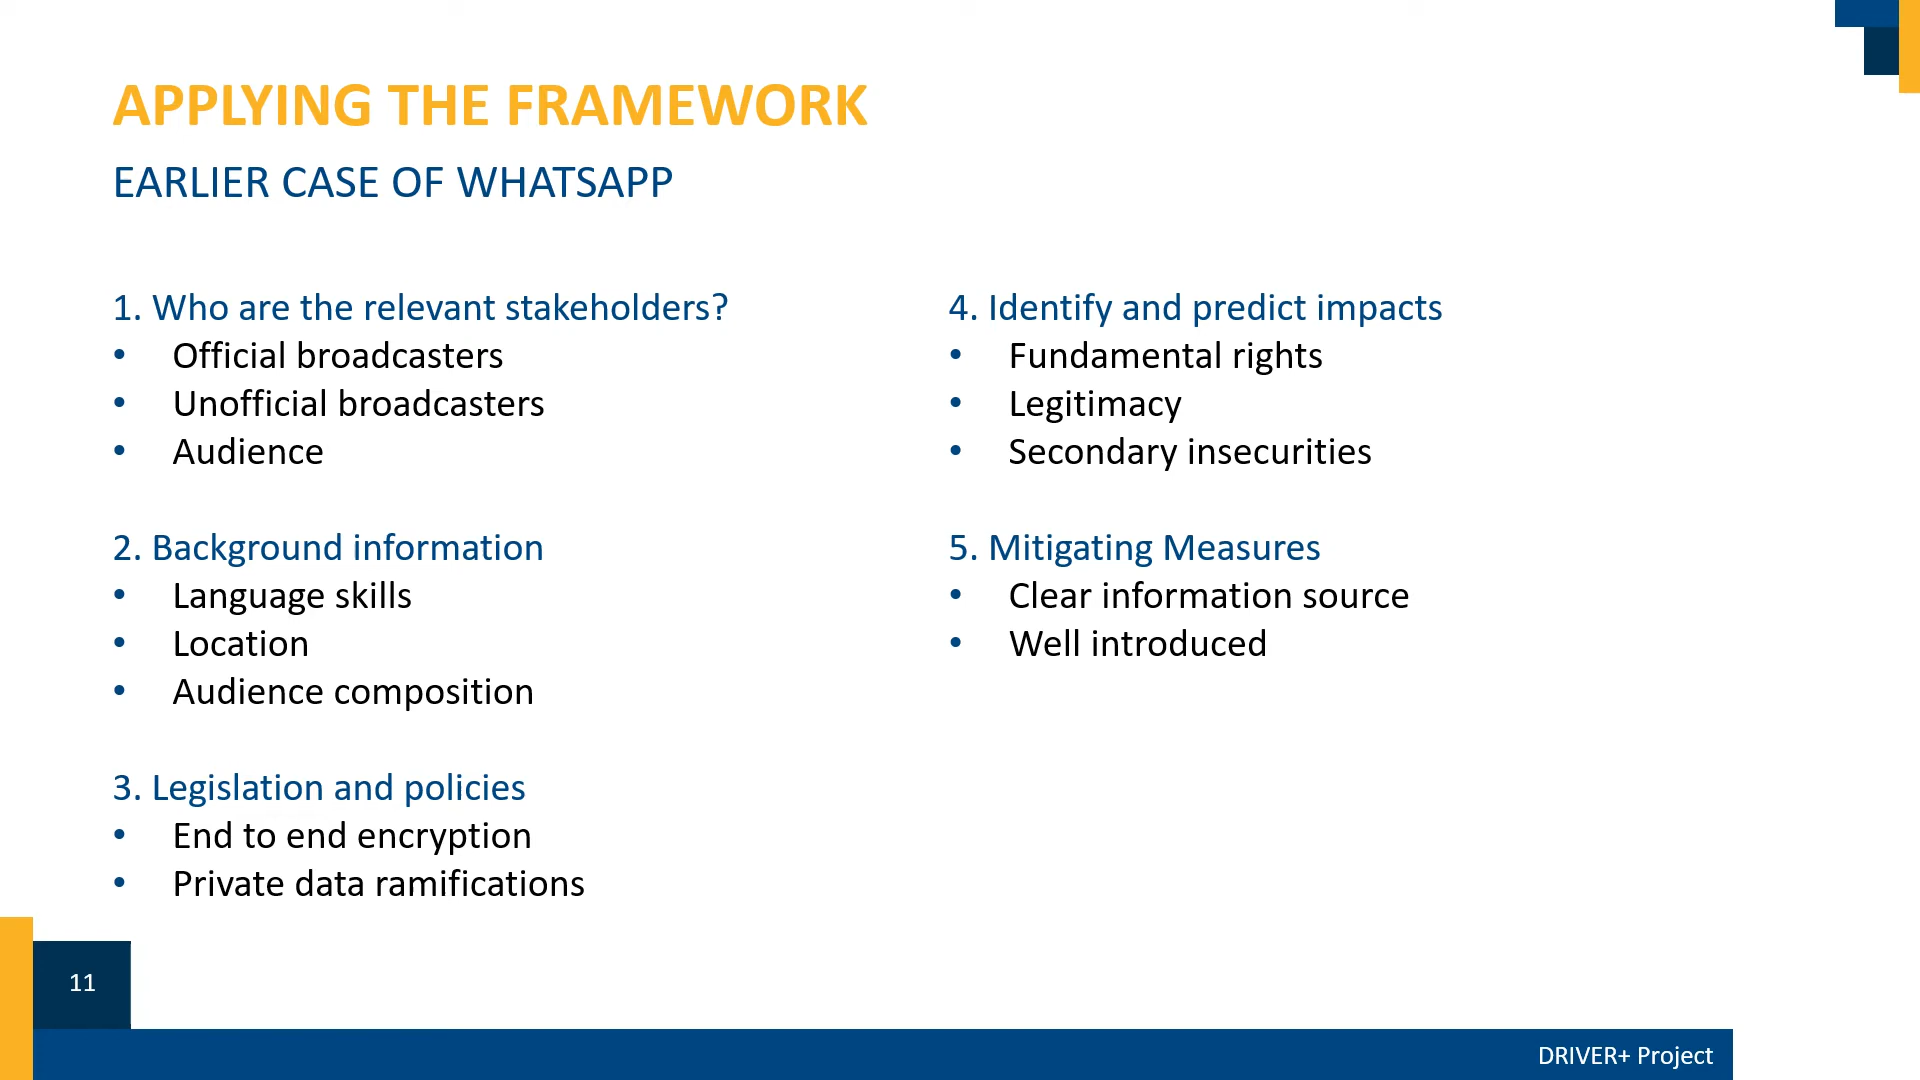 APPLYING THE FRAMEWORK
EARLIER CASE OF WHATSAPP
1. Who are the relevant stakeholders?
• Official broadcasters
• Unofficial broadcasters
• Audience
2. Background information
• Language skills
• Location
• Audience composition
3. Legislation and policies
• End to end encryption
• Private data ramifications
4. Identify and predict impacts
• Fundamental rights
• Legitimacy
• Secondary insecurities
5. Mitigating Measures
• Clear information source
• Well introduced
11
DRIVER+ Project